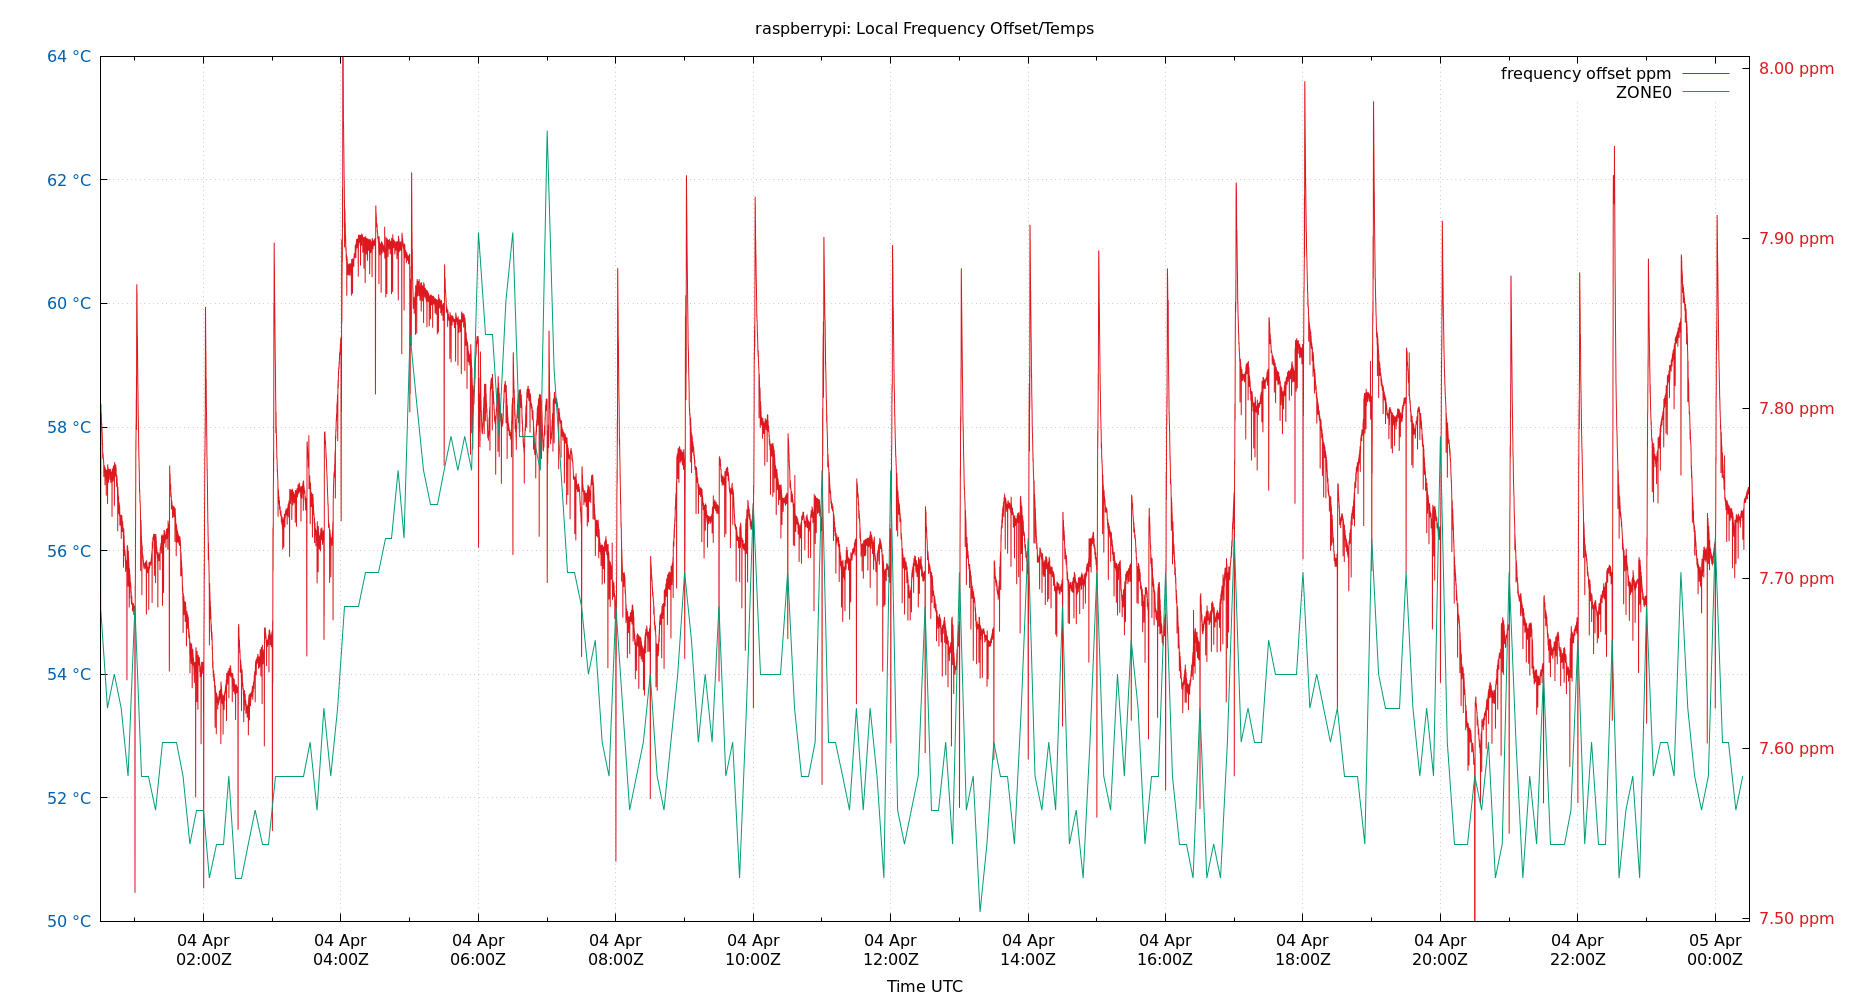 raspberrypi: Local Frequency Offset/Temps
64 °C
62 °C
60 °C
58 °C
56 °C
54 °C
52 °C
50 °C
8.00 ppm
7.90 ppm
7.80 ppm
7.70 ppm
7.60 ppm
7.50 ppm
frequency offset ppm
ZONE0
04 Apr
02:00Z
04 Apr
04:00Z
04 Apr
06:00Z
04 Apr
08:00Z
04 Apr
10:00Z
04 Apr
12:00Z
04 Apr
14:00Z
04 Apr
16:00Z
04 Apr
18:00Z
04 Apr
20:00Z
04 Apr
22:00Z
05 Apr
00:00Z
Time UTC